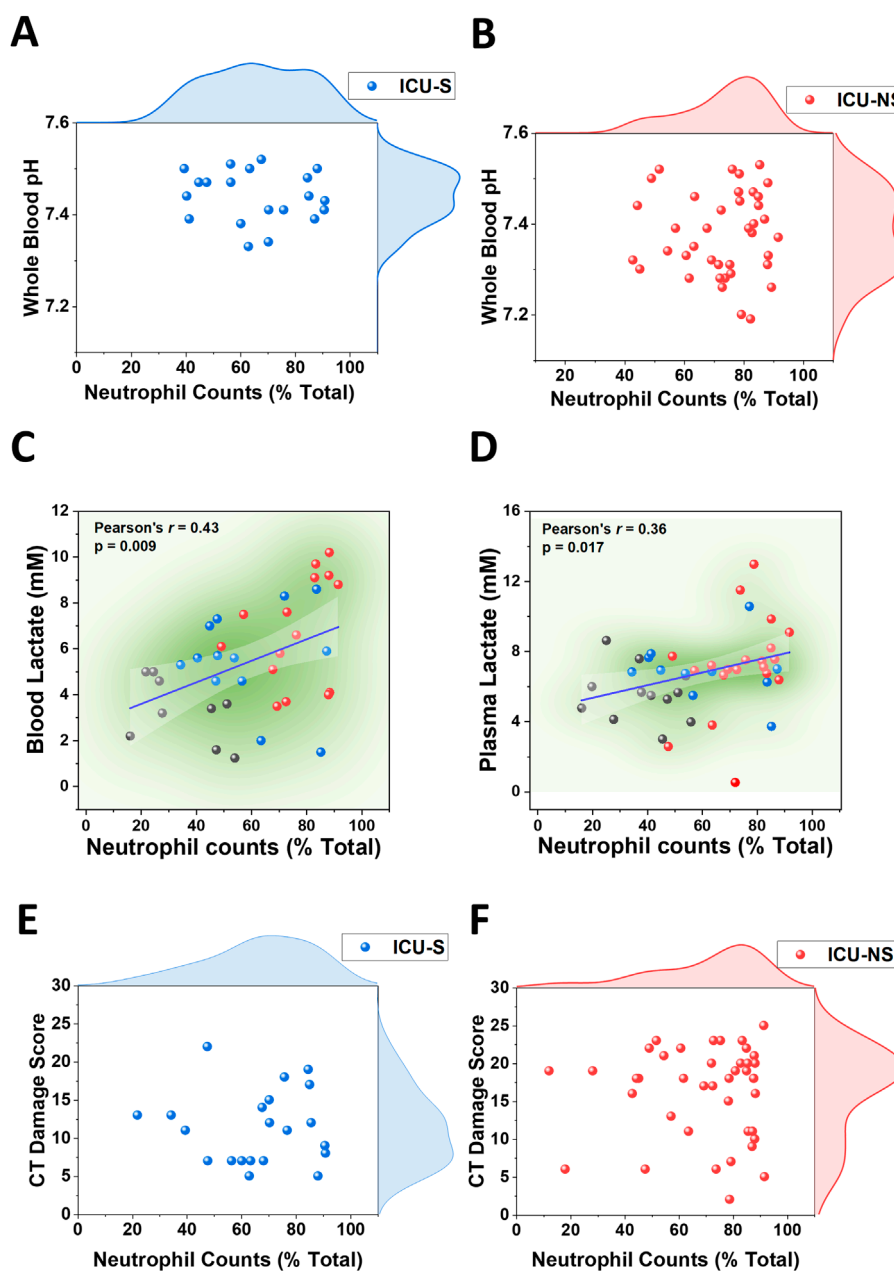 A
ICU-S
7.6
7.4
7.2
Whole Blood pH
0 20 40 60 80 100
Neutrophil Counts (% Total)
B
ICU-NS
7.6
7.4
7.2
Whole Blood pH
20 40 60 80 100
Neutrophil Counts (% Total)
C
Pearson's r = 0.43
p = 0.009
12
10
8
6
4
2
0
Blood Lactate (mM)
0 20 40 60 80 100
Neutrophil counts (% Total)
D
Pearson's r = 0.36
p = 0.017
16
12
8
4
0
Plasma Lactate (mM)
0 20 40 60 80 100
Neutrophil counts (% Total)
E
ICU-S
30
25
20
15
10
5
0
CT Damage Score
0 20 40 60 80 100
Neutrophil Counts (% Total)
F
ICU-NS
30
25
20
15
10
5
0
CT Damage Score
0 20 40 60 80 100
Neutrophil Counts (% Total)